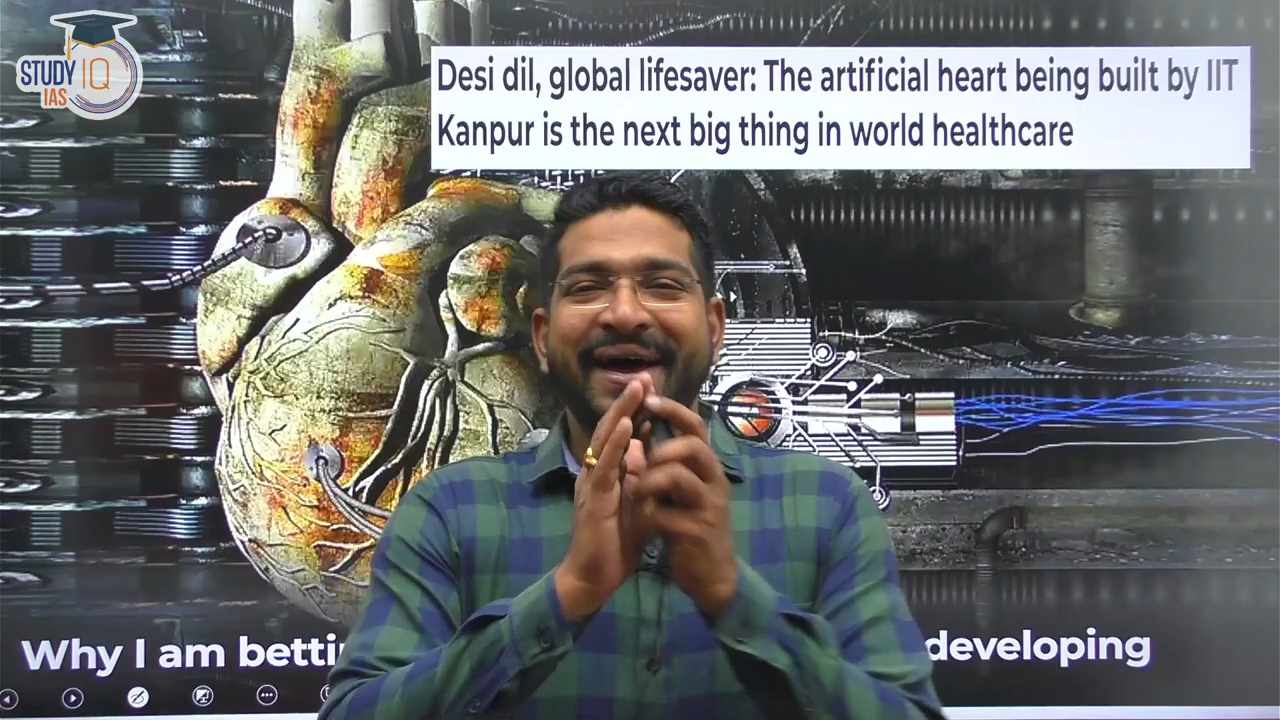 STUDY IQ
IAS
Desi dil, global lifesaver: The artificial heart being built by IIT
Kanpur is the next big thing in world healthcare
Why I am developing